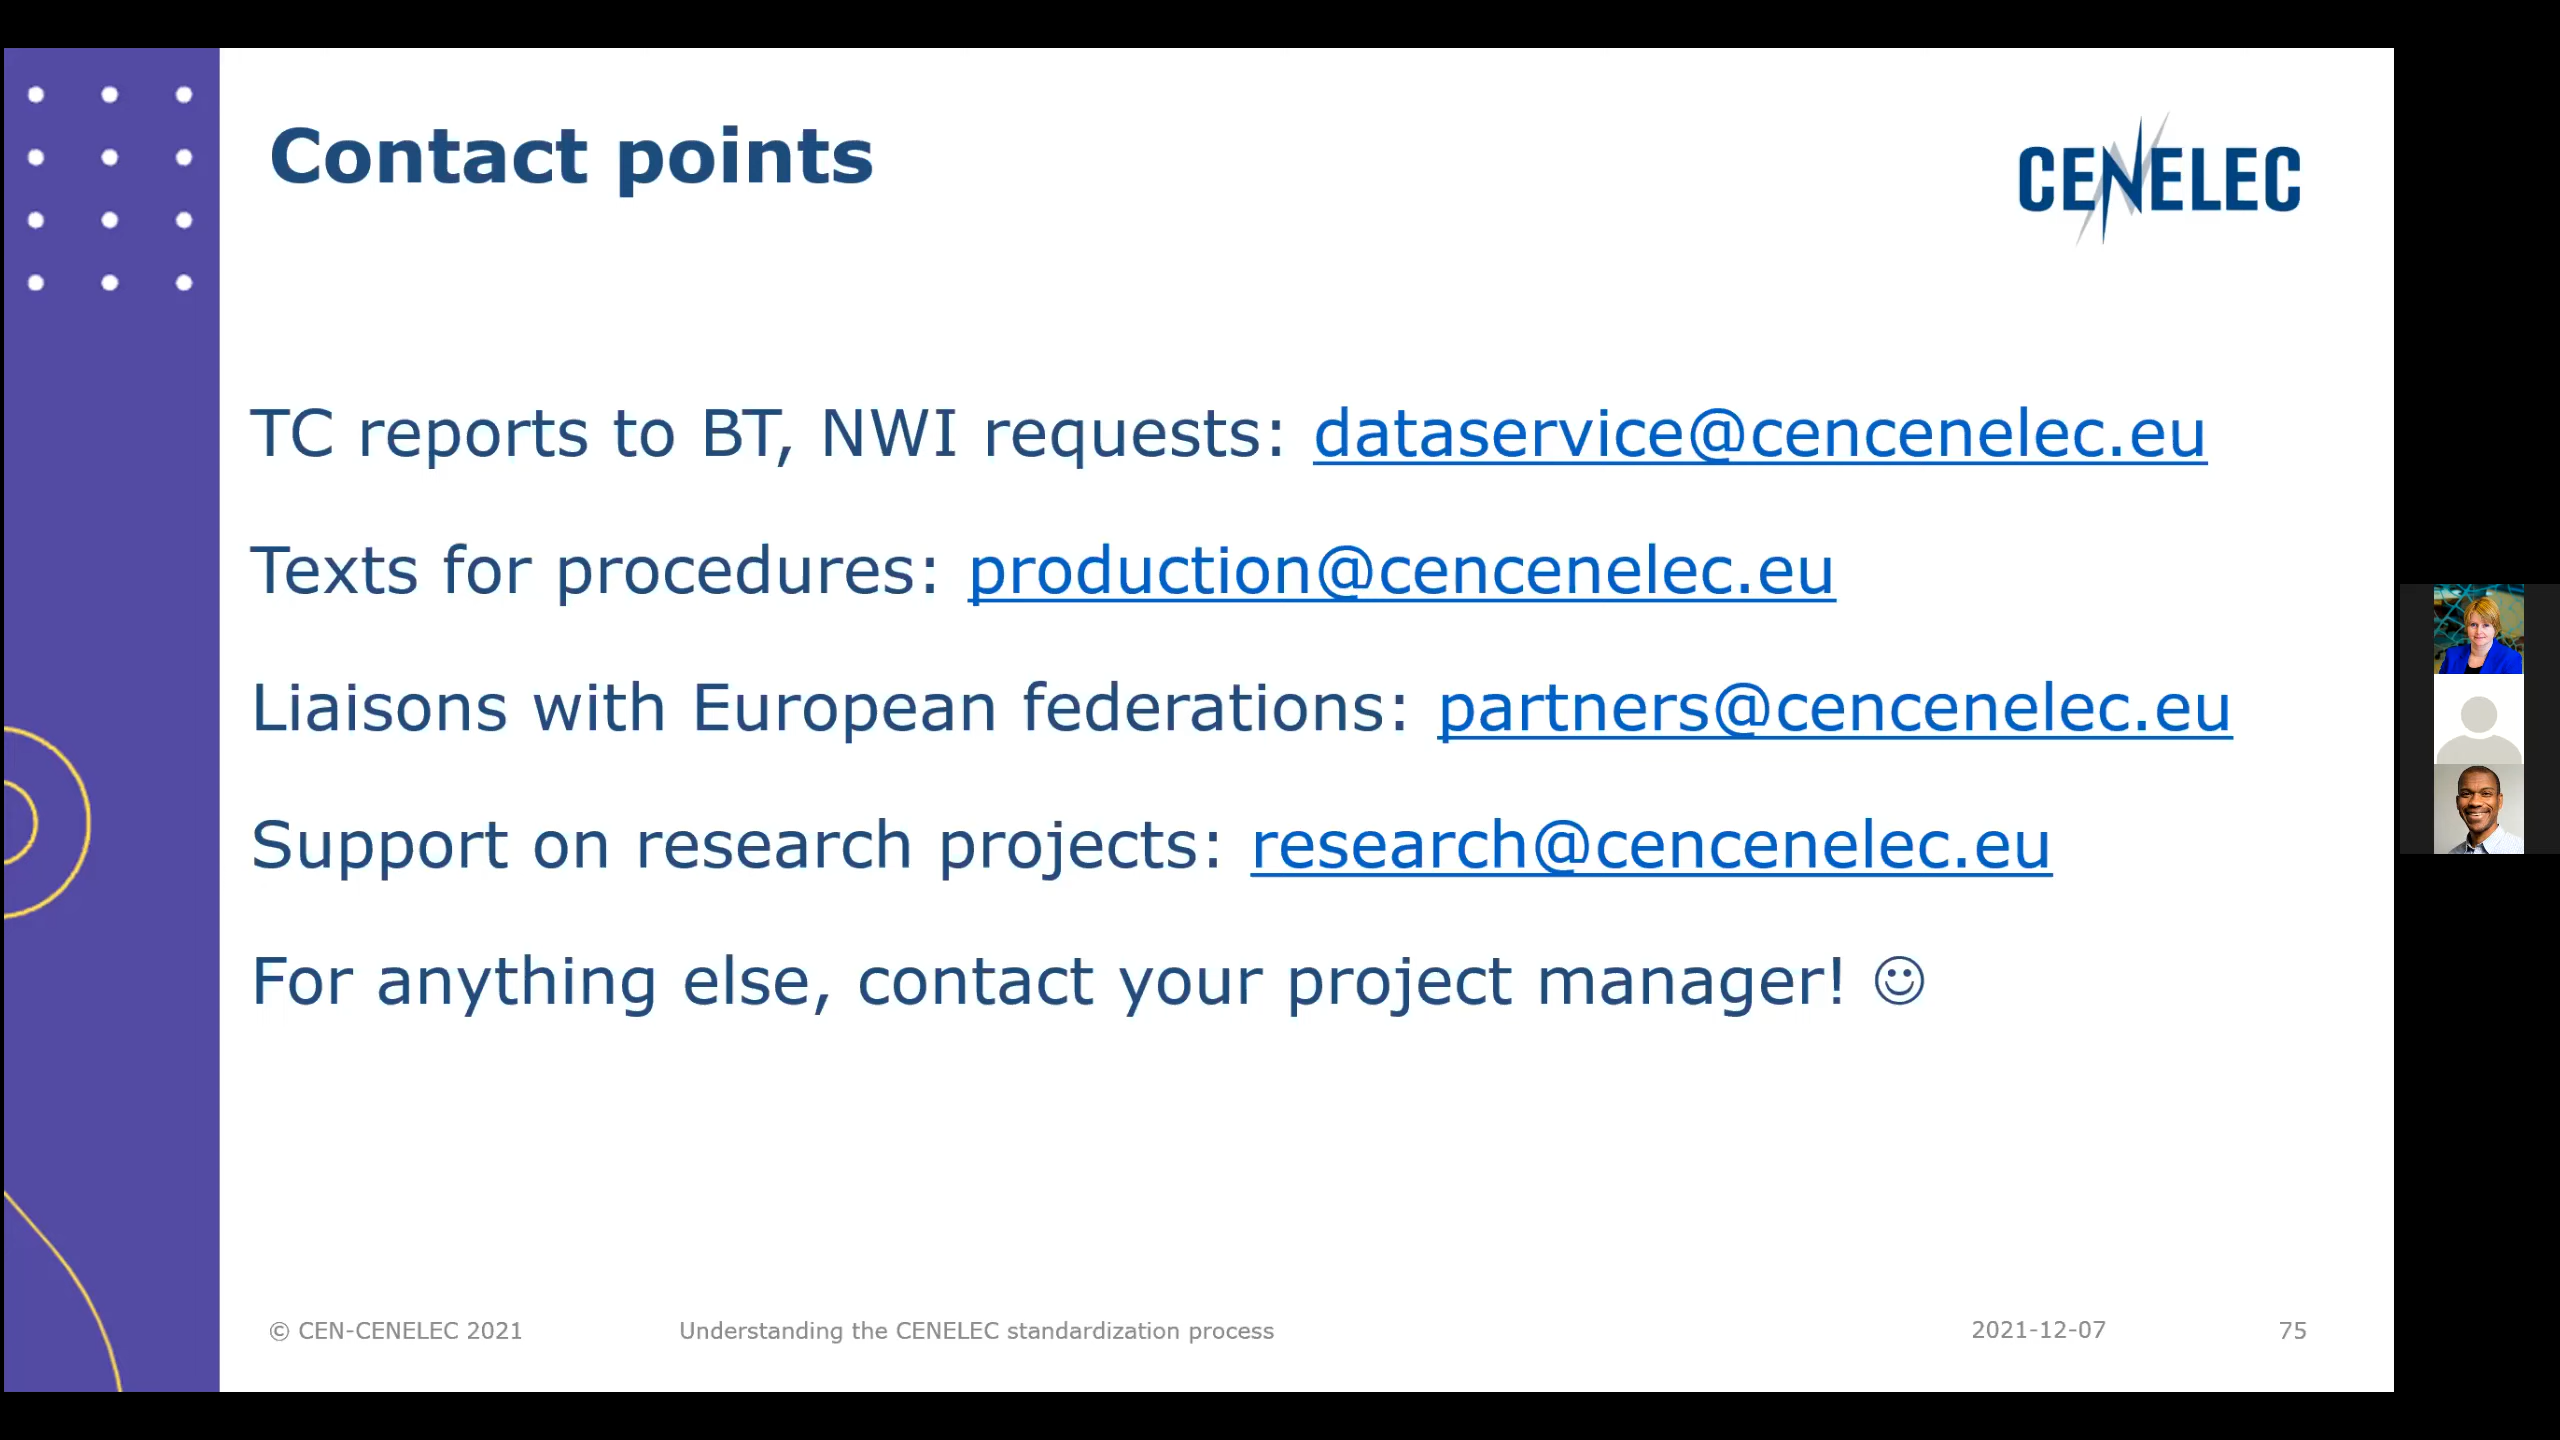 Contact points
CENELEC
TC reports to BT, NWI requests: dataservice@cencenelec.eu
Texts for procedures: production@cencenelec.eu
Liaisons with European federations: partners@cencenelec.eu
Support on research projects: research@cencenelec.eu
For anything else, contact your project manager! ☺
© CEN-CENELEC 2021 Understanding the CENELEC standardization process 2021-12-07 75